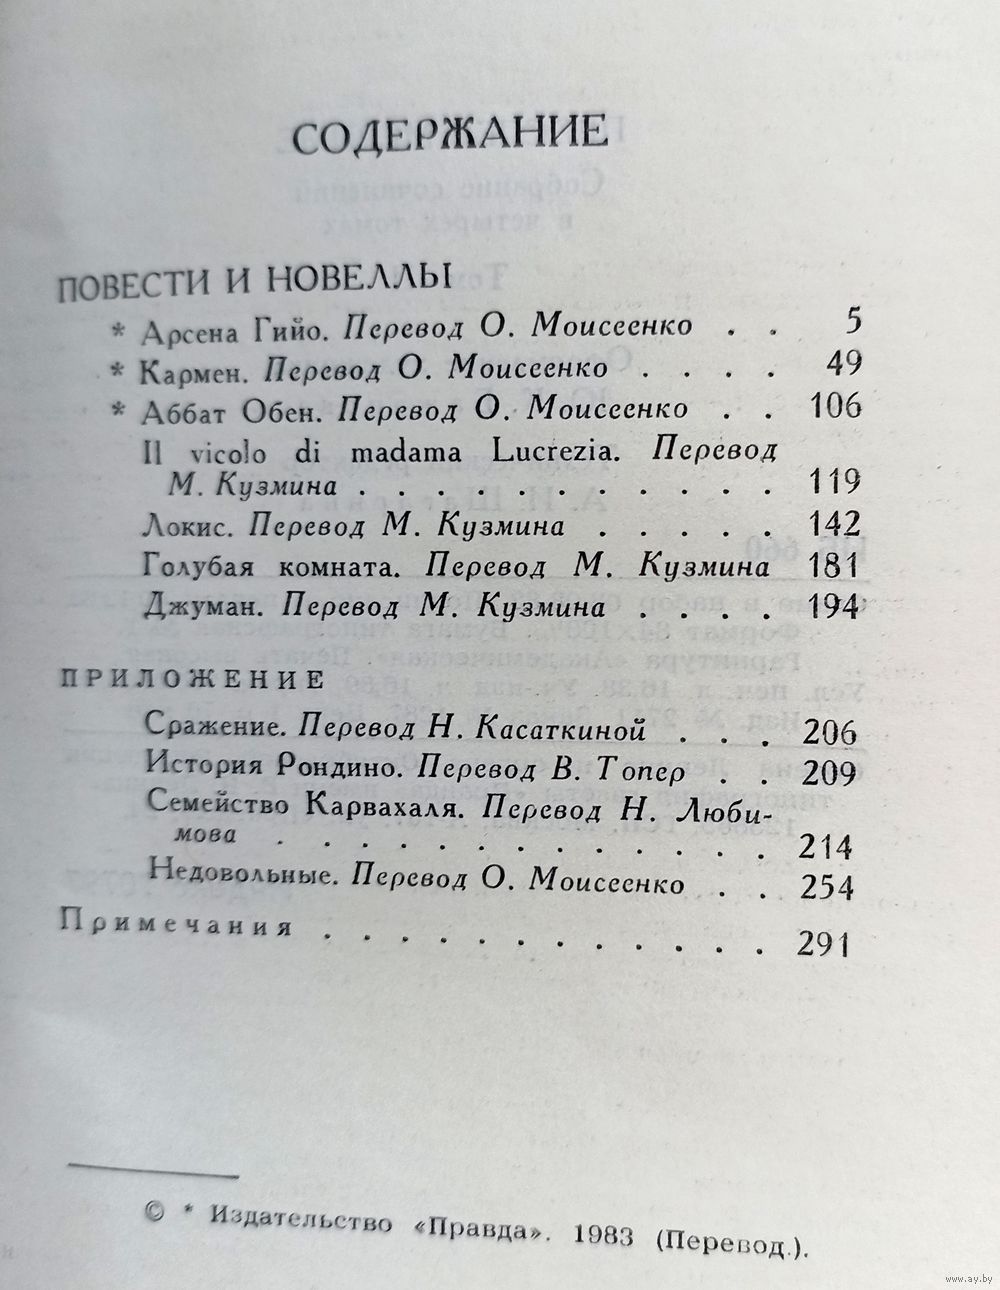 СОДЕРЖАНИЕ
ПОВЕСТИ И НОВЕЛЛЫ
* Арсена Гийо. Перевод О. Моисеенко . . 5
* Кармен. Перевод О. Моисеенко . . . . 49
* Аббат Обен. Перевод О. Моисеенко . . 106
Il vicolo di madama Lucrezia. Перевод
М. Кузмина . . . . . . . . . . . 119
Локис. Перевод М. Кузмина . . . . . 142
Голубая комната. Перевод М. Кузмина 181
Джуман. Перевод М. Кузмина . . . . 194
ПРИЛОЖЕНИЕ
Сражение. Перевод Н. Касаткиной . . . 206
История Рондино. Перевод В. Топер . . 209
Семейство Карвахаля. Перевод Н. Люби-
мова . . . . . . . . . . . . . 214
Недовольные. Перевод О. Моисеенко . . 254
Примечания . . . . . . . . . . . . 291
© * Издательство «Правда». 1983 (Перевод.).
www.ay.by